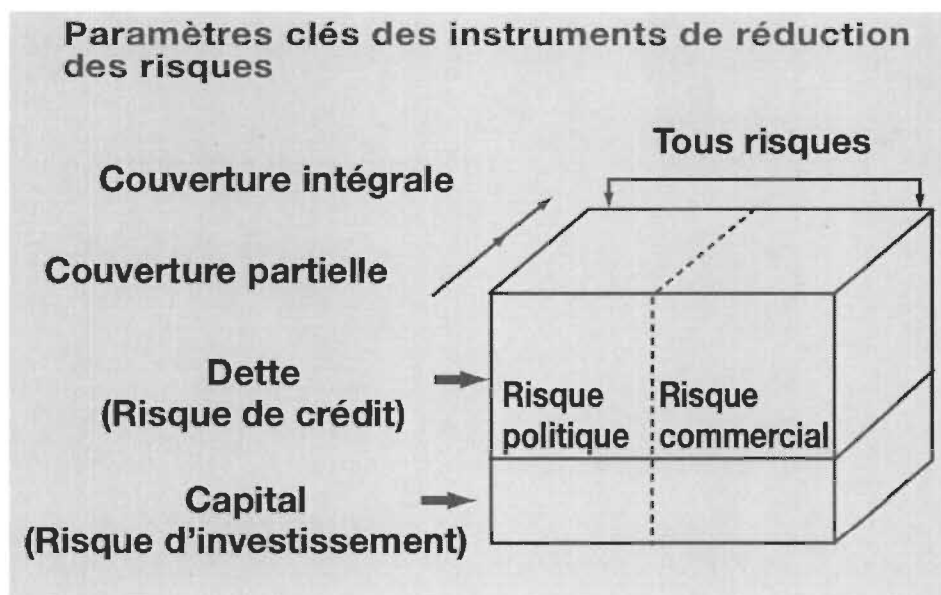 Paramètres clés des instruments de réduction
des risques
Tous risques
Couverture intégrale
Couverture partielle
Dette
(Risque de crédit)
Risque
politique
Risque
commercial
Capital
(Risque d'investissement)